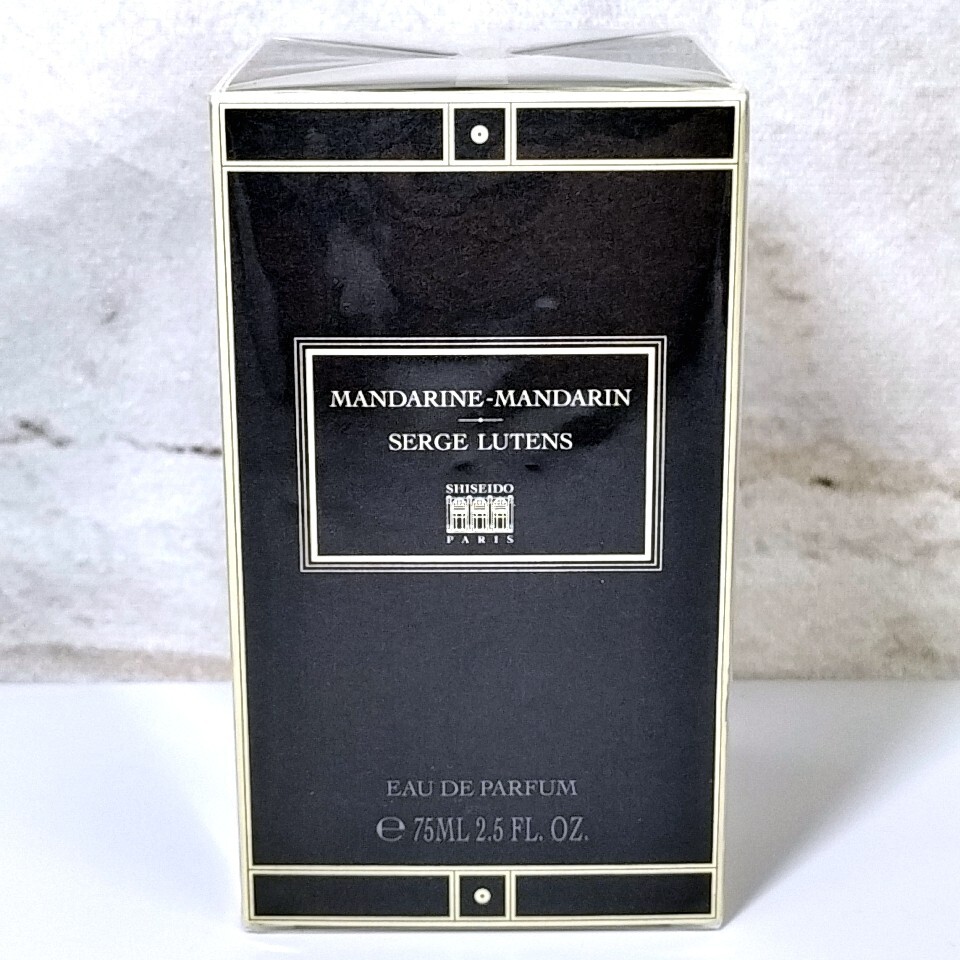 MANDARINE-MANDARIN
SERGE LUTENS
SHISEIDO
PARIS
EAU DE PARFUM
℮ 75ML 2.5 FL. OZ.